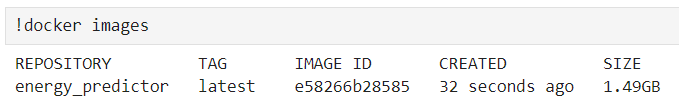 !docker images
REPOSITORY TAG IMAGE ID CREATED SIZE
energy_predictor latest e58266b28585 32 seconds ago 1.49GB